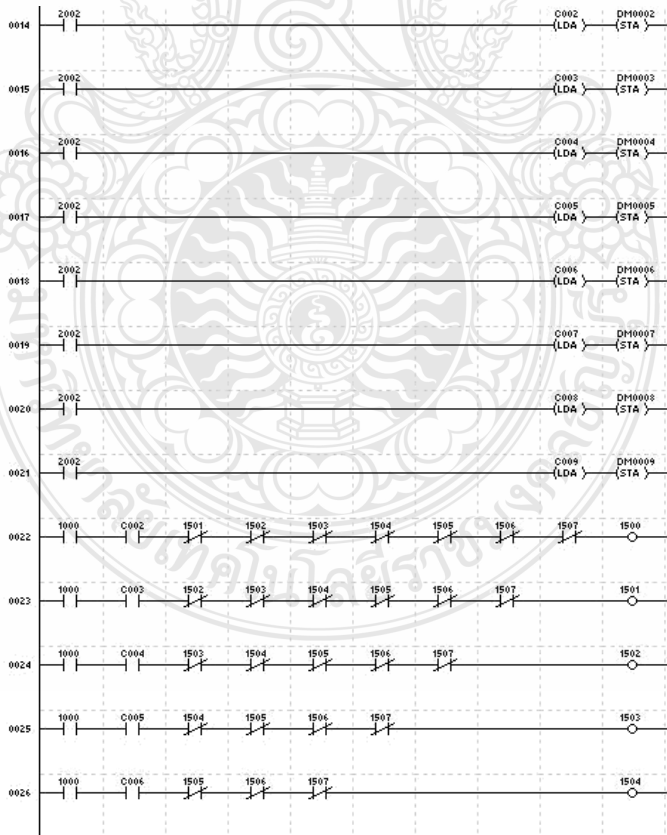 2002 C002 DM0002
0014 (LDA) (STA)
2002 C003 DM0003
0015 (LDA) (STA)
2002 C004 DM0004
0016 (LDA) (STA)
2002 C005 DM0005
0017 (LDA) (STA)
2002 C006 DM0006
0018 (LDA) (STA)
2002 C007 DM0007
0019 (LDA) (STA)
2002 C008 DM0008
0020 (LDA) (STA)
2002 C009 DM0009
0021 (LDA) (STA)
1000 C002 1501 1502 1503 1504 1505 1506 1507 1500
0022
1000 C003 1502 1503 1504 1505 1506 1507 1501
0023
1000 C004 1503 1504 1505 1506 1507 1502
0024
1000 C005 1504 1505 1506 1507 1503
0025
1000 C006 1505 1506 1507 1504
0026